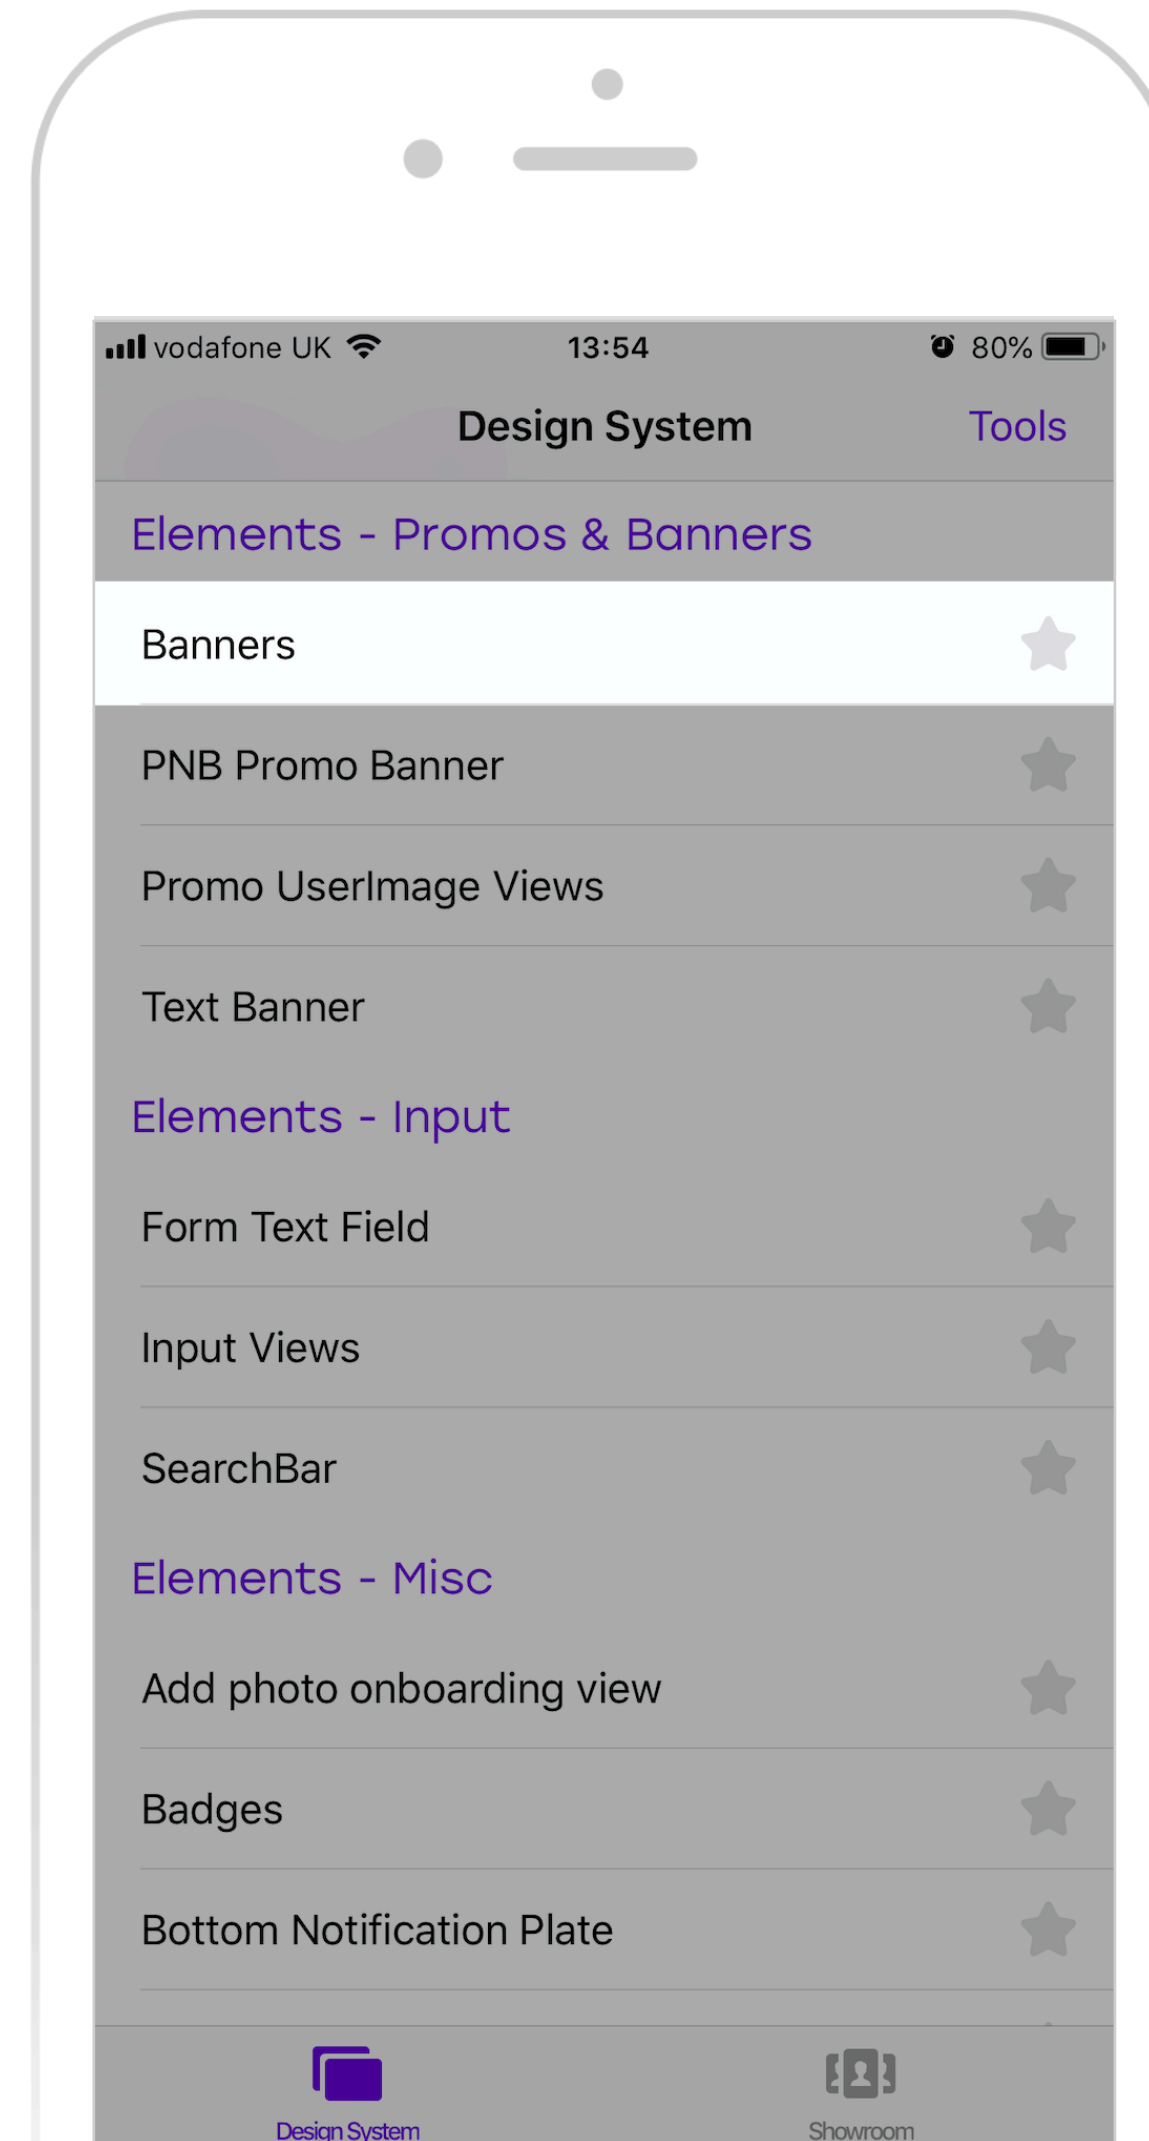 vodafone UK 13:54 80%
Design System Tools
Elements - Promos & Banners
Banners
PNB Promo Banner
Promo UserImage Views
Text Banner
Elements - Input
Form Text Field
Input Views
SearchBar
Elements - Misc
Add photo onboarding view
Badges
Bottom Notification Plate
Design System Showroom